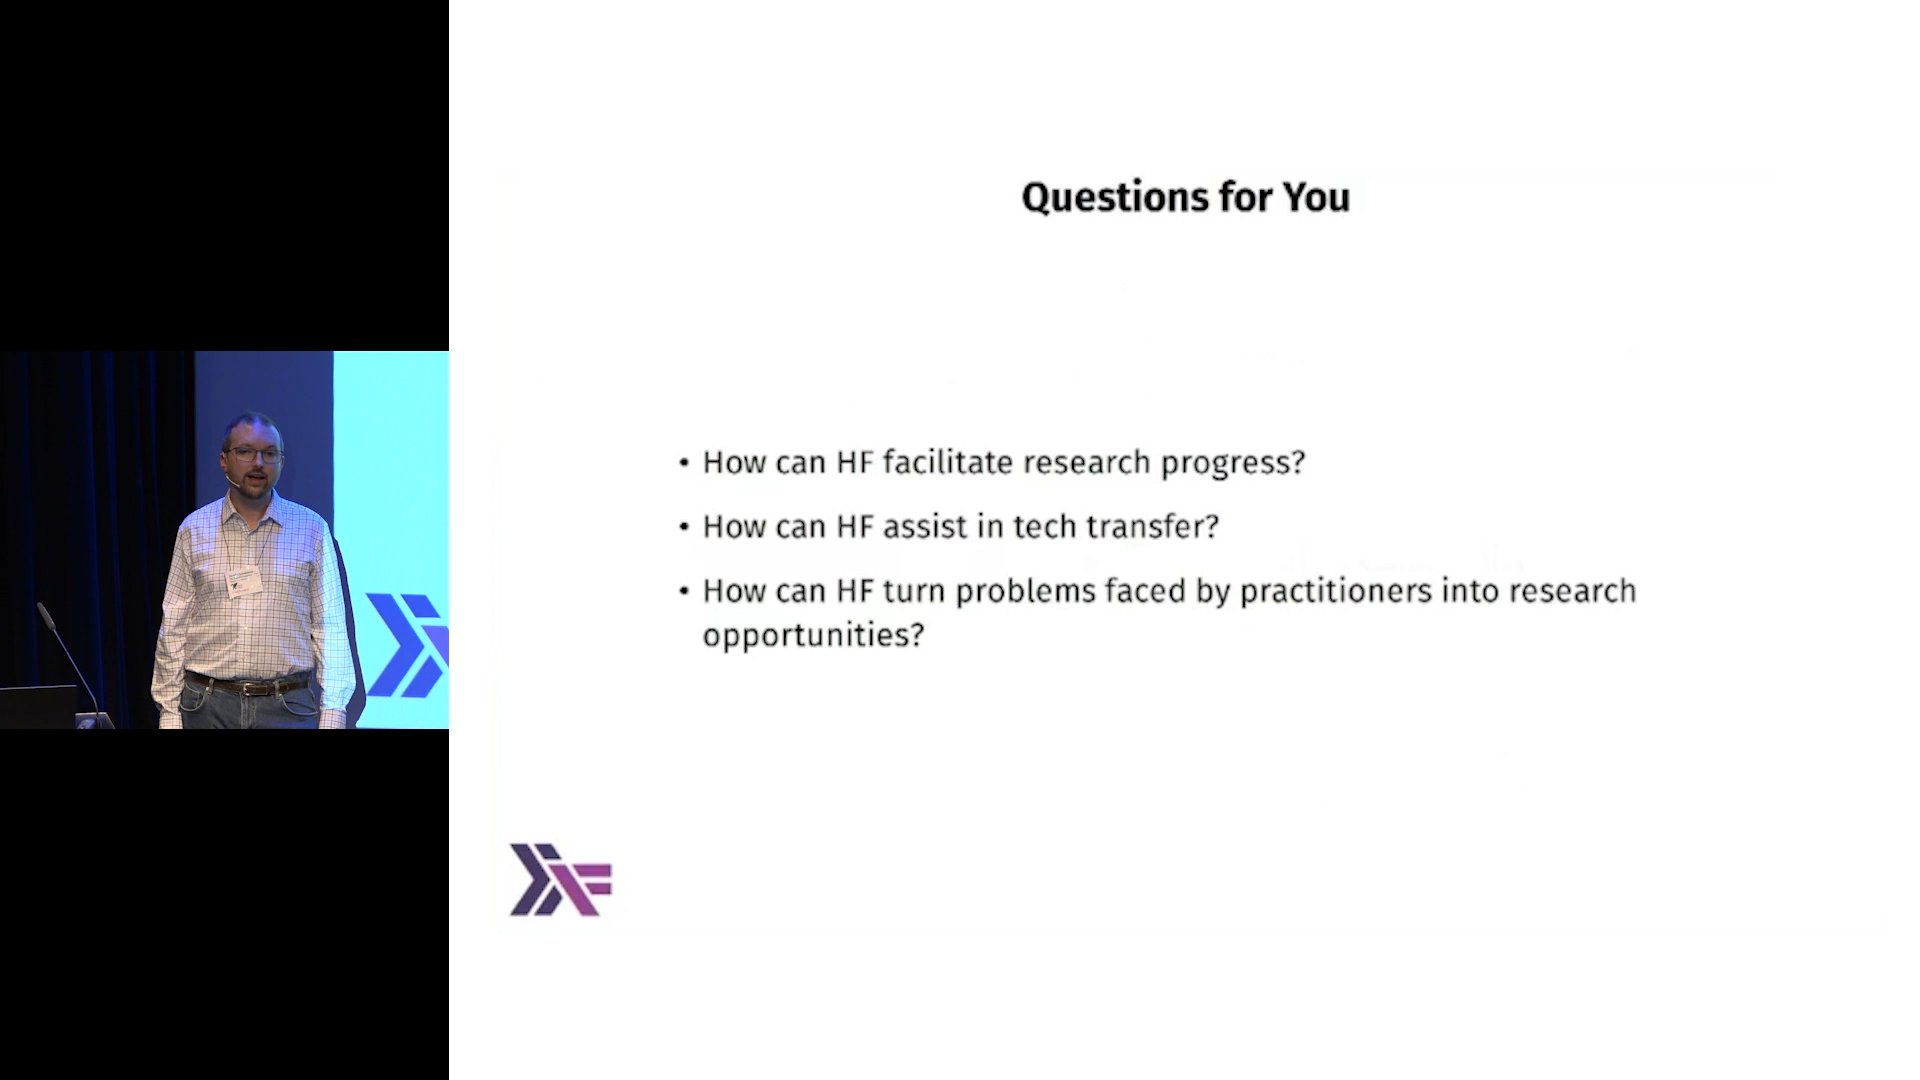 Questions for You
• How can HF facilitate research progress?
• How can HF assist in tech transfer?
• How can HF turn problems faced by practitioners into research
opportunities?